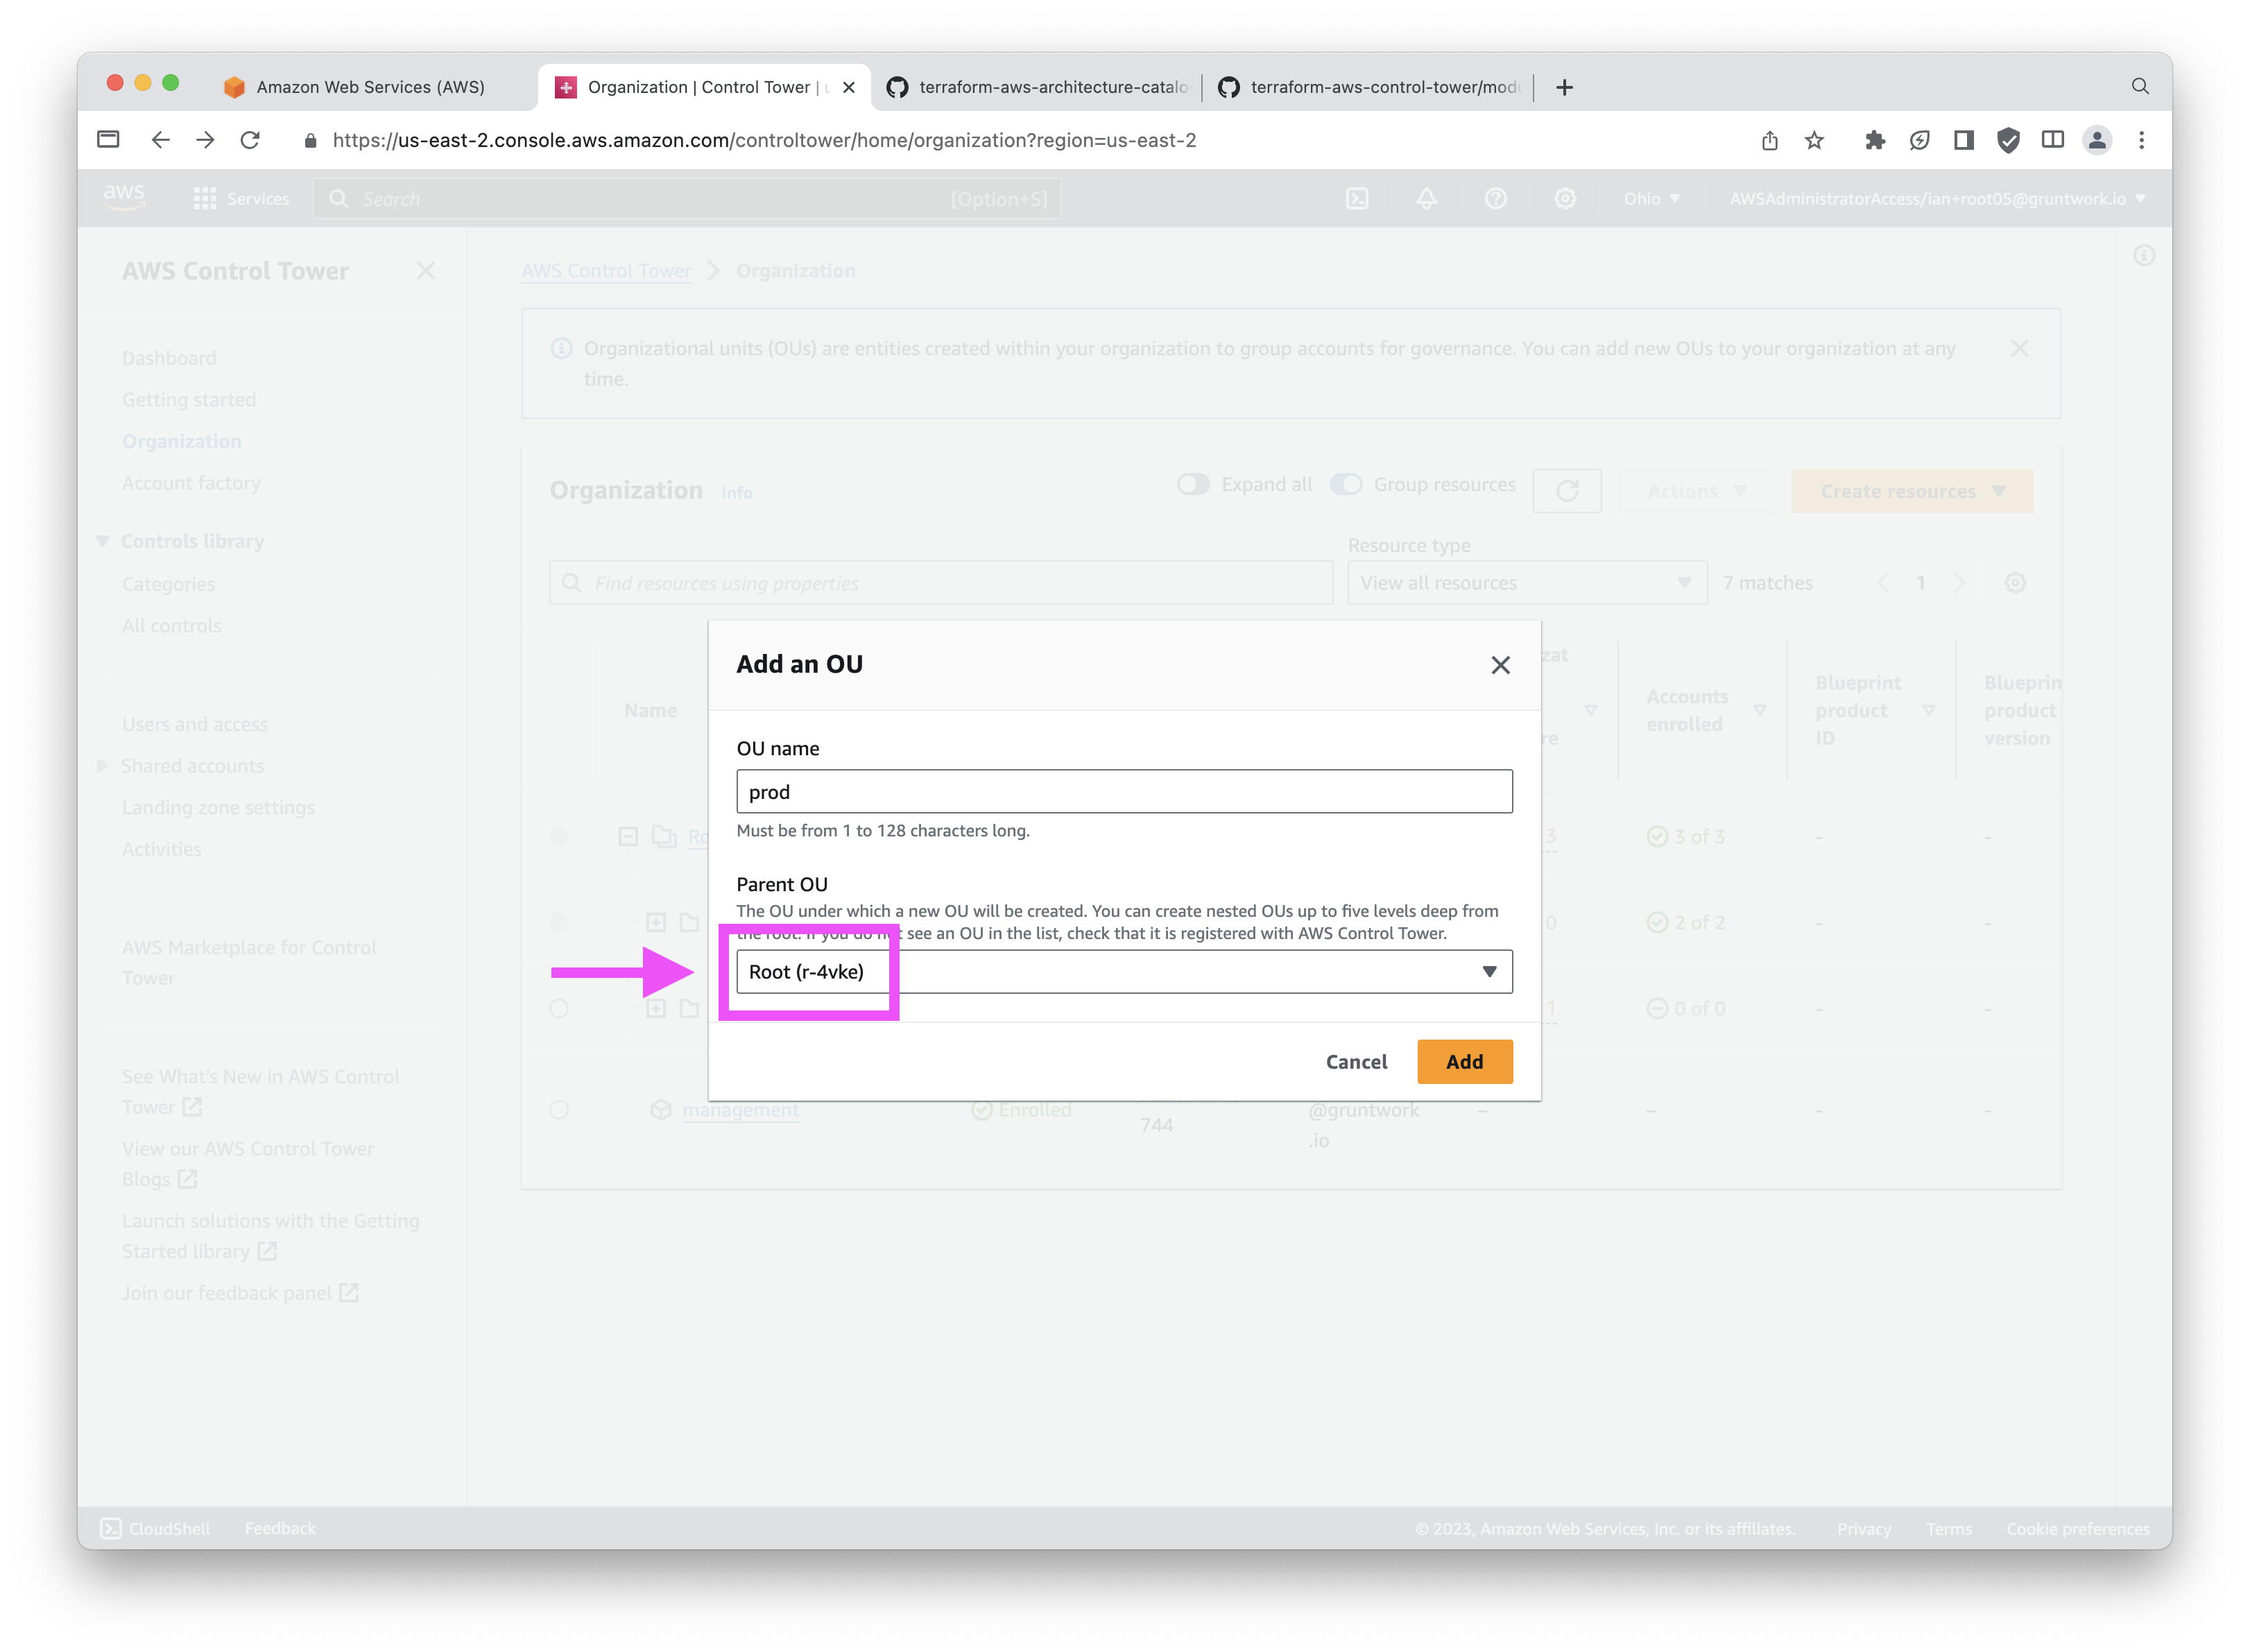 Amazon Web Services (AWS)
Organization | Control Tower |
terraform-aws-architecture-catalo
terraform-aws-control-tower/modu
https://us-east-2.console.aws.amazon.com/controltower/home/organization?region=us-east-2
aws
Services
Search
[Option+S]
Ohio
AWSAdministratorAccess/ian+root05@gruntwork.io
AWS Control Tower
Dashboard
Getting started
Organization
Account factory
Controls library
Categories
All controls
Users and access
Shared accounts
Landing zone settings
Activities
AWS Marketplace for Control
Tower
See What's New in AWS Control
Tower
View our AWS Control Tower
Blogs
Launch solutions with the Getting
Started library
Join our feedback panel
AWS Control Tower
Organization
Organizational units (OUs) are entities created within your organization to group accounts for governance. You can add new OUs to your organization at any
time.
Organization
Info
Expand all
Group resources
Actions
Create resources
Resource type
Find resources using properties
View all resources
7 matches
1
Name
zat
re
Accounts
enrolled
Blueprint
product
ID
Blueprin
product
version
Ro
3
3 of 3
-
-
0
2 of 2
-
-
1
0 of 0
-
-
management
Enrolled
744
@gruntwork
.io
-
-
-
-
Add an OU
OU name
prod
Must be from 1 to 128 characters long.
Parent OU
The OU under which a new OU will be created. You can create nested OUs up to five levels deep from
the root. If you do not see an OU in the list, check that it is registered with AWS Control Tower.
Root (r-4vke)
Cancel
Add
CloudShell
Feedback
© 2023, Amazon Web Services, Inc. or its affiliates.
Privacy
Terms
Cookie preferences